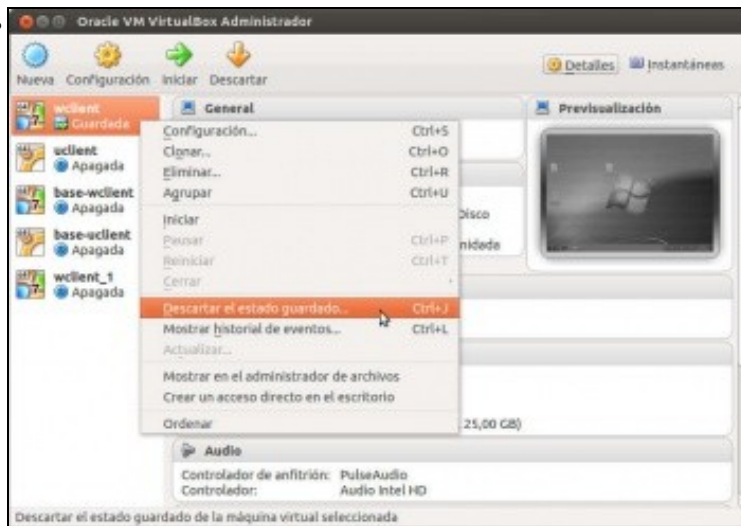 Oracle VM VirtualBox Administrador
Nueva Configuración Iniciar Descartar
Detalles Instantáneas
wclient
Guardada
uclient
Apagada
base-wclient
Apagada
base-uclient
Apagada
wclient_1
Apagada
General
Previsualización
Configuración... Ctrl+S
Clonar... Ctrl+O
Eliminar... Ctrl+R
Agrupar Ctrl+U
Iniciar
Pausar Ctrl+P
Reiniciar Ctrl+T
Cerrar
Descartar el estado guardado... Ctrl+J
Mostrar historial de eventos... Ctrl+L
Actualizar...
Mostrar en el administrador de archivos
Crear un acceso directo en el escritorio
Ordenar
Disco
nidada
25,00 GB)
Audio
Controlador de anfitrión: PulseAudio
Controlador: Audio Intel HD
Descartar el estado guardado de la máquina virtual seleccionada